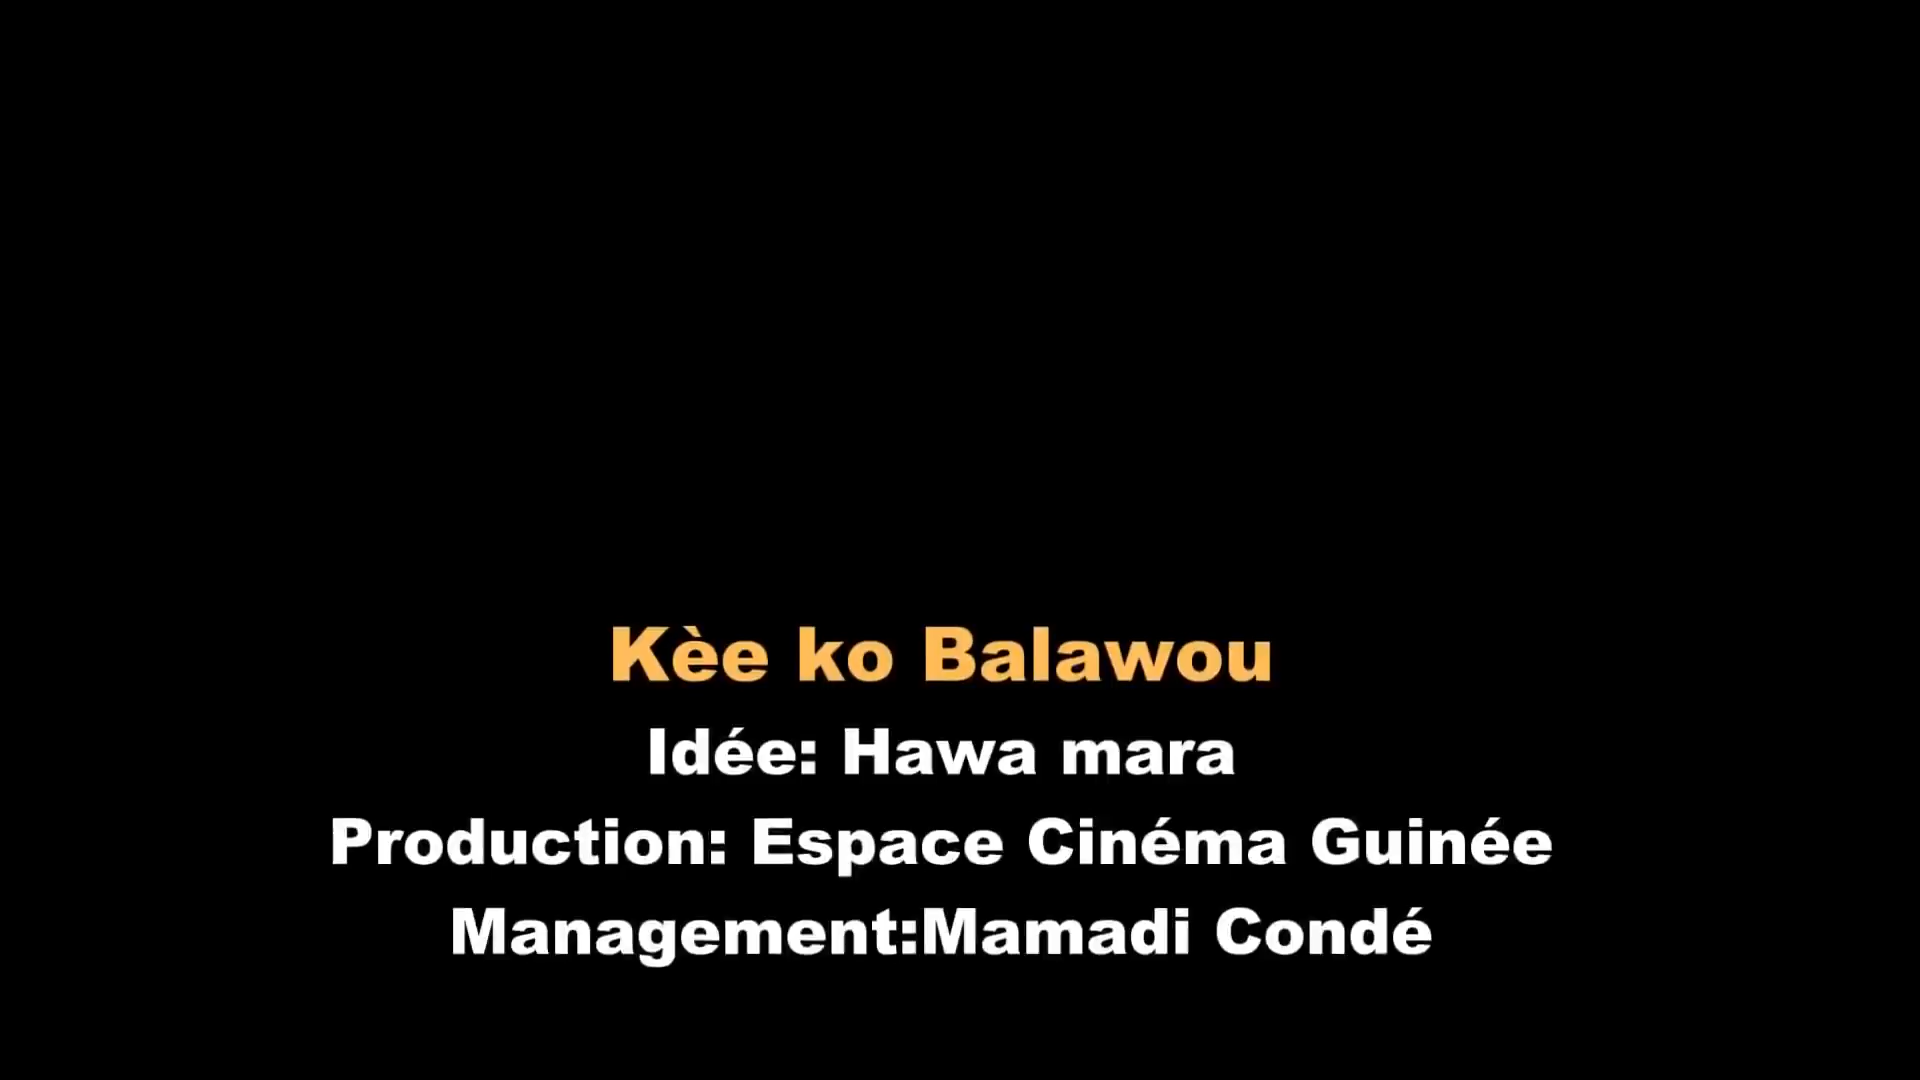 Kèe ko Balawou
Idée: Hawa mara
Production: Espace Cinéma Guinée
Management:Mamadi Condé